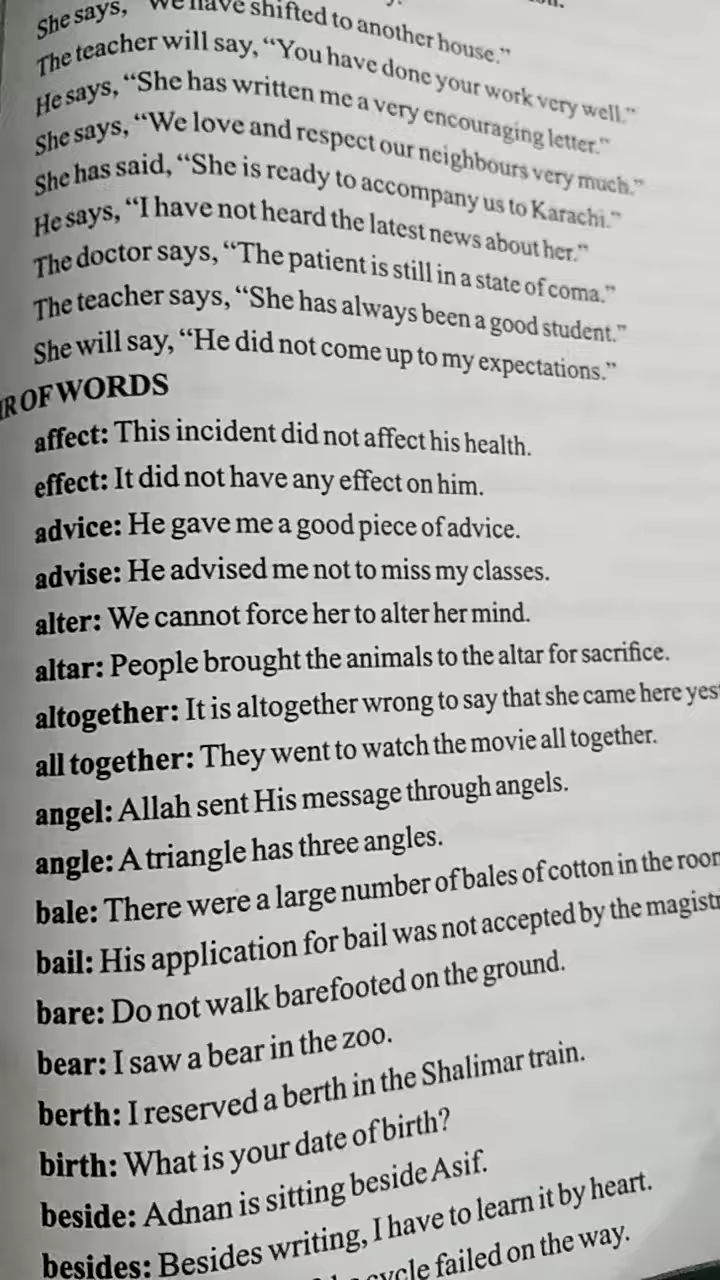 She says, "We have shifted to another house."
The teacher will say, "You have done your work very well."
He says, "She has written me a very encouraging letter."
She says, "We love and respect our neighbours very much."
She has said, "She is ready to accompany us to Karachi."
He says, "I have not heard the latest news about her."
The doctor says, "The patient is still in a state of coma."
The teacher says, "She has always been a good student."
She will say, "He did not come up to my expectations."
OF WORDS
affect: This incident did not affect his health.
effect: It did not have any effect on him.
advice: He gave me a good piece of advice.
advise: He advised me not to miss my classes.
alter: We cannot force her to alter her mind.
altar: People brought the animals to the altar for sacrifice.
altogether: It is altogether wrong to say that she came here
all together: They went to watch the movie all together.
angel: Allah sent His message through angels.
angle: A triangle has three angles.
bale: There were a large number of bales of cotton in the
bail: His application for bail was not accepted by the
bare: Do not walk barefooted on the ground.
bear: I saw a bear in the zoo.
berth: I reserved a berth in the Shalimar train.
birth: What is your date of birth?
beside: Adnan is sitting beside Asif.
besides: Besides writing, I have to learn it by heart.
failed on the way.